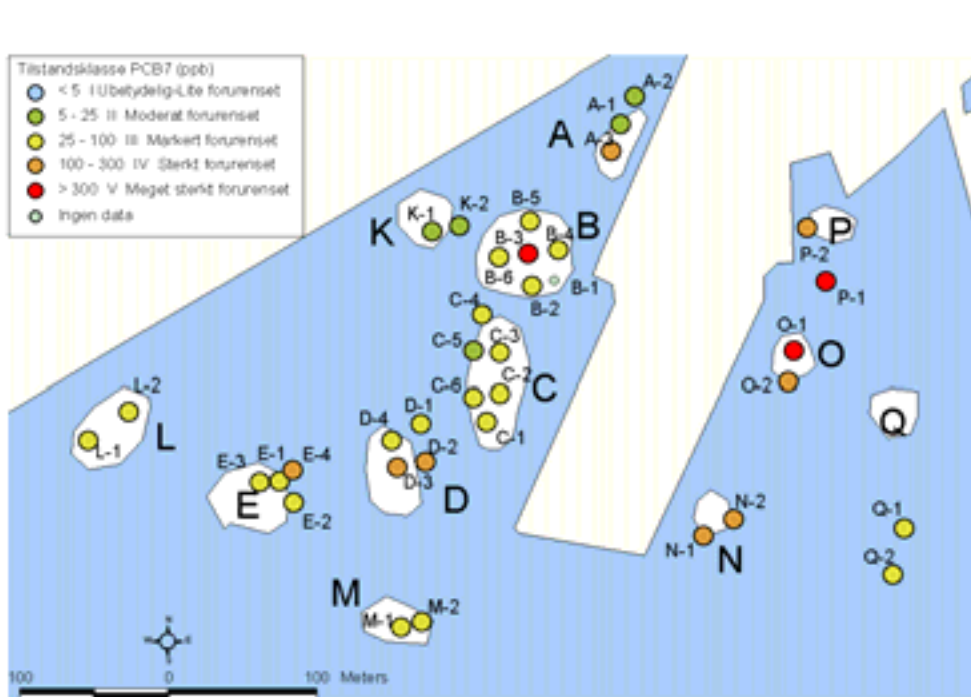 Tilstandsklasse PCB7 (ppb)
< 5 I Ubetydelig-Lite forurenset
5 - 25 II Moderat forurenset
25 - 100 III Markert forurenset
100 - 300 IV Sterkt forurenset
> 300 V Meget sterkt forurenset
Ingen data
A-2
A-1
A
A-3
K-1
K-2
K
B-5
B
B-3
B-4
B-6
B-1
B-2
P
P-2
P-1
C-4
C-5
C-3
C-2
C
C-6
C-1
O-1
O
O-2
L-2
L
L-1
D-1
D-4
D-2
D-3
D
Q
E-3
E-1
E-4
E
E-2
N-2
N-1
N
Q-1
Q-2
M
M-1
M-2
N
W
E
S
100 0 100 Meters